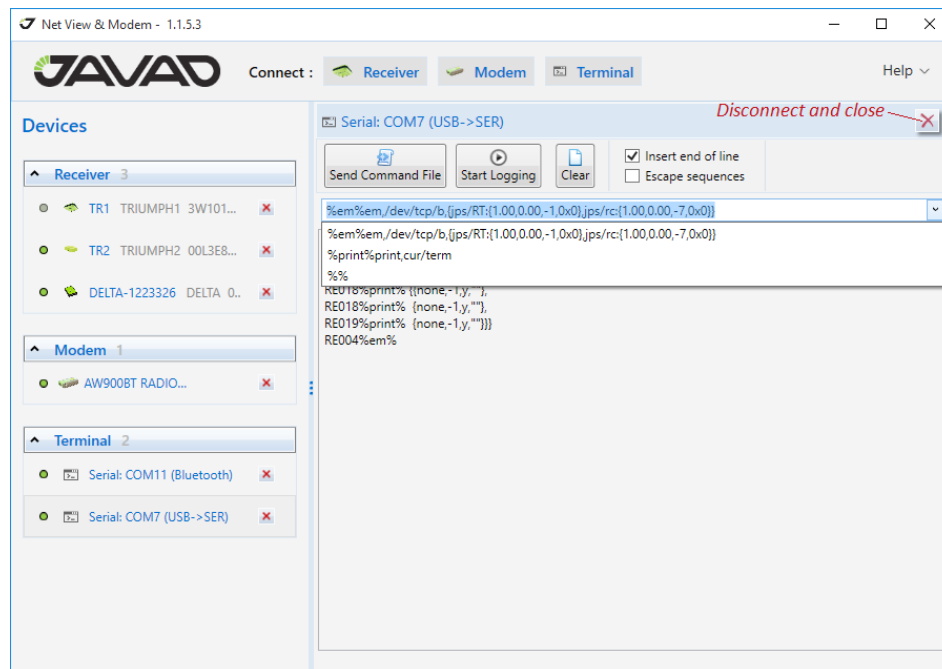 Net View & Modem - 1.1.5.3
JAVAD
Connect : Receiver Modem Terminal Help
Devices
Serial: COM7 (USB->SER)
Disconnect and close
Send Command File Start Logging Clear
Insert end of line
Escape sequences
Receiver 3
TR1 TRIUMPH1 3W101...
TR2 TRIUMPH2 00L3E8...
DELTA-1223326 DELTA 0..
Modem 1
AW900BT RADIO...
Terminal 2
Serial: COM11 (Bluetooth)
Serial: COM7 (USB->SER)
%em%em,/dev/tcp/b,{jps/RT:{1.00,0.00,-1,0x0},jps/rc:{1.00,0.00,-7,0x0}}
%em%em,/dev/tcp/b,{jps/RT:{1.00,0.00,-1,0x0},jps/rc:{1.00,0.00,-7,0x0}}
%print%print,cur/term
%%
RE018%print% {{none,-1,y,""},
RE018%print% {none,-1,y,""},
RE019%print% {none,-1,y,""}}}
RE004%em%